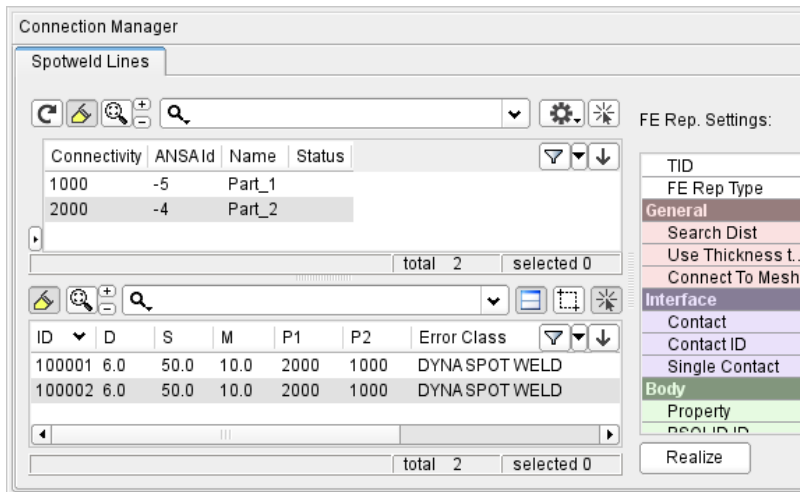 Connection Manager
Spotweld Lines
FE Rep. Settings:
Connectivity ANSA Id Name Status
1000 -5 Part_1
2000 -4 Part_2
total 2 selected 0
ID D S M P1 P2 Error Class
100001 6.0 50.0 10.0 2000 1000 DYNA SPOT WELD
100002 6.0 50.0 10.0 2000 1000 DYNA SPOT WELD
total 2 selected 0
TID
FE Rep Type
General
Search Dist
Use Thickness t..
Connect To Mesh
Interface
Contact
Contact ID
Single Contact
Body
Property
PSOLID ID
Realize